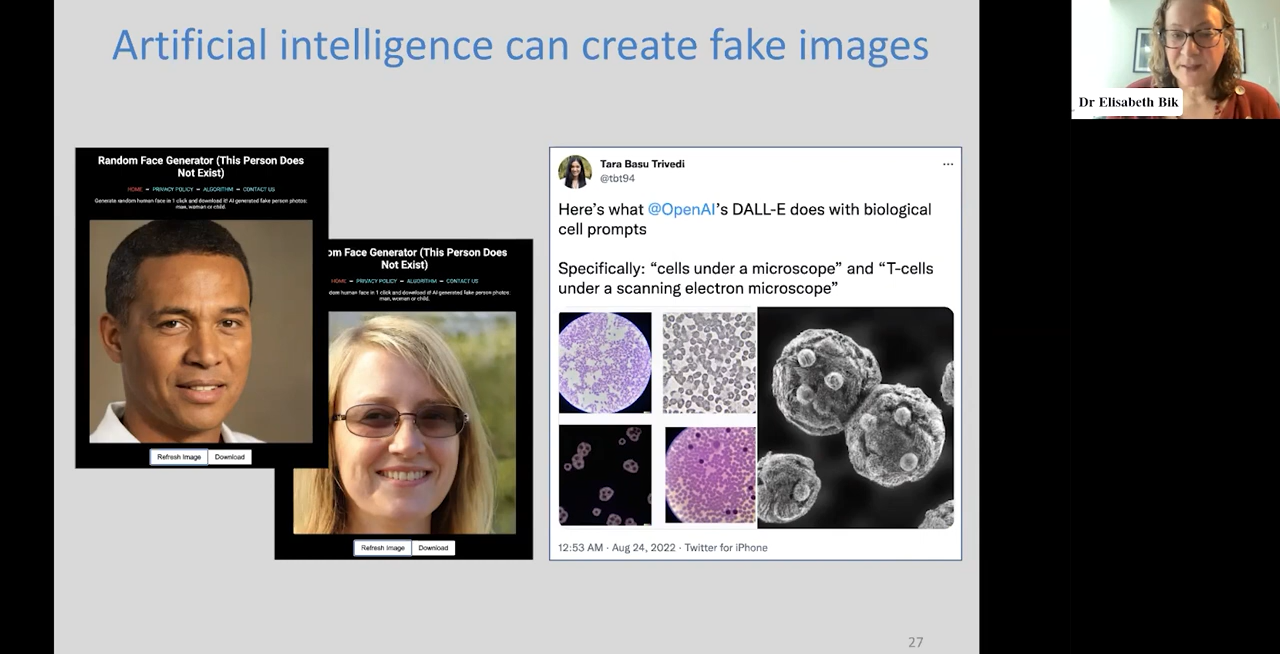 Artificial intelligence can create fake images
Dr Elisabeth Bik
Random Face Generator (This Person Does
Not Exist)
HOME – PRIVACY POLICY – ALGORITHM – CONTACT US
Generate random human face in 1 click and download it! AI generated fake person photos:
man, woman or child.
Refresh Image Download
om Face Generator (This Person Does
Not Exist)
HOME – PRIVACY POLICY – ALGORITHM – CONTACT US
random human face in 1 click and download it! AI generated fake person photos:
man, woman or child.
Refresh Image Download
Tara Basu Trivedi
@tbt94
Here's what @OpenAI's DALL-E does with biological
cell prompts
Specifically: “cells under a microscope” and “T-cells
under a scanning electron microscope”
12:53 AM · Aug 24, 2022 · Twitter for iPhone
27